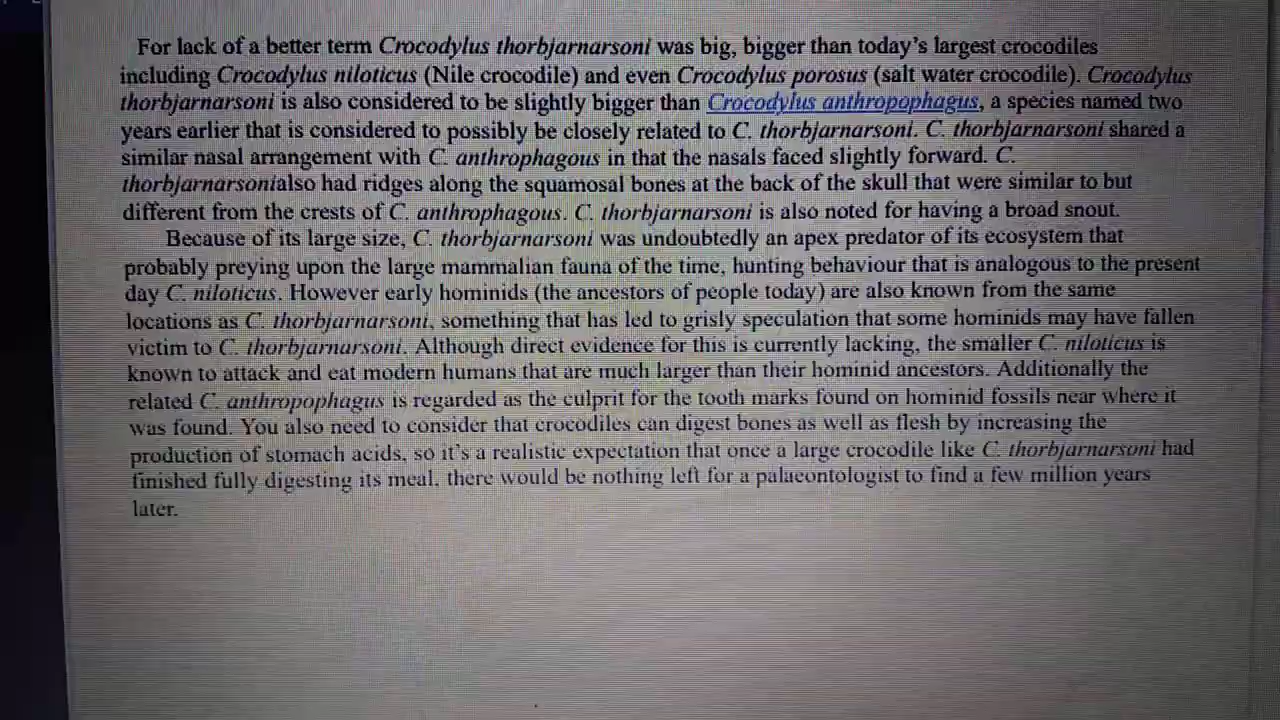 For lack of a better term Crocodylus thorbjarnarsoni was big, bigger than today's largest crocodiles
including Crocodylus niloticus (Nile crocodile) and even Crocodylus porosus (salt water crocodile). Crocodylus
thorbjarnarsoni is also considered to be slightly bigger than Crocodylus anthropophagus, a species named two
years earlier that is considered to possibly be closely related to C. thorbjarnarsoni. C. thorbjarnarsoni shared a
similar nasal arrangement with C. anthrophagous in that the nasals faced slightly forward. C.
thorbjarnarsonialso had ridges along the squamosal bones at the back of the skull that were similar to but
different from the crests of C. anthrophagous. C. thorbjarnarsoni is also noted for having a broad snout.
Because of its large size, C. thorbjarnarsoni was undoubtedly an apex predator of its ecosystem that
probably preying upon the large mammalian fauna of the time, hunting behaviour that is analogous to the present
day C. niloticus. However early hominids (the ancestors of people today) are also known from the same
locations as C. thorbjarnarsoni, something that has led to grisly speculation that some hominids may have fallen
victim to C. thorbjarnarsoni. Although direct evidence for this is currently lacking, the smaller C. niloticus is
known to attack and eat modern humans that are much larger than their hominid ancestors. Additionally the
related C. anthropophagus is regarded as the culprit for the tooth marks found on hominid fossils near where it
was found. You also need to consider that crocodiles can digest bones as well as flesh by increasing the
production of stomach acids, so it's a realistic expectation that once a large crocodile like C. thorbjarnarsoni had
finished fully digesting its meal, there would be nothing left for a palaeontologist to find a few million years
later.